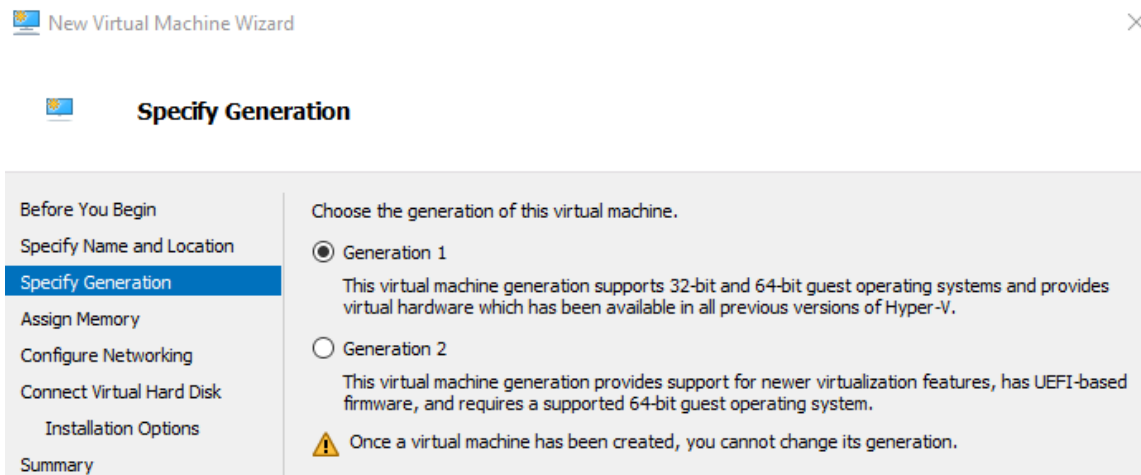 New Virtual Machine Wizard
Specify Generation
Before You Begin
Specify Name and Location
Specify Generation
Assign Memory
Configure Networking
Connect Virtual Hard Disk
Installation Options
Summary
Choose the generation of this virtual machine.
Generation 1
This virtual machine generation supports 32-bit and 64-bit guest operating systems and provides
virtual hardware which has been available in all previous versions of Hyper-V.
Generation 2
This virtual machine generation provides support for newer virtualization features, has UEFI-based
firmware, and requires a supported 64-bit guest operating system.
Once a virtual machine has been created, you cannot change its generation.